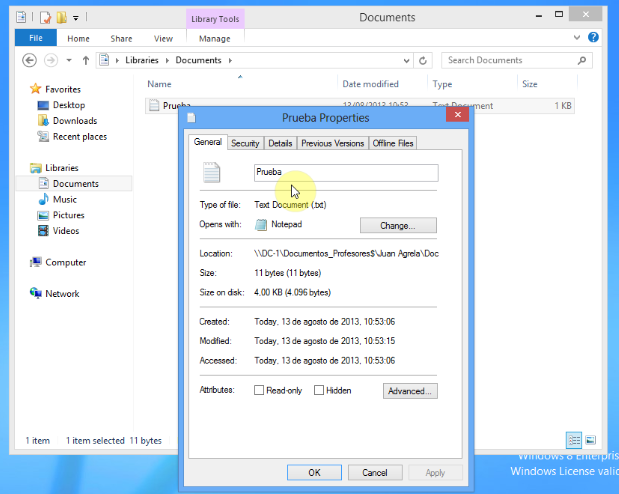 Library Tools
Documents
File
Home
Share
View
Manage
Libraries
Documents
Search Documents
Name
Date modified
Type
Size
Favorites
Desktop
Downloads
Recent places
Libraries
Documents
Music
Pictures
Videos
Computer
Network
Prueba
13/08/2013 10:53
Text Document
1 KB
Prueba Properties
General
Security
Details
Previous Versions
Offline Files
Prueba
Type of file:
Text Document (.txt)
Opens with:
Notepad
Change...
Location:
\\DC-1\Documentos_Profesores$\Juan Agrela\Doc
Size:
11 bytes (11 bytes)
Size on disk:
4.00 KB (4.096 bytes)
Created:
Today, 13 de agosto de 2013, 10:53:06
Modified:
Today, 13 de agosto de 2013, 10:53:15
Accessed:
Today, 13 de agosto de 2013, 10:53:06
Attributes:
Read-only
Hidden
Advanced...
OK
Cancel
Apply
1 item
1 item selected
11 bytes
Windows 8 Enterpris
Windows License valid